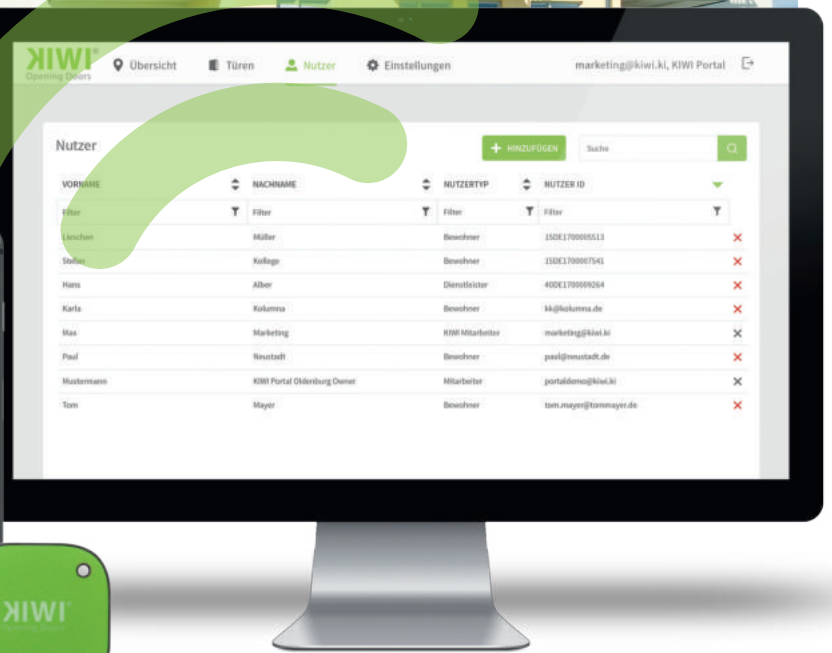 KIWI
Opening Doors
Übersicht Türen Nutzer Einstellungen marketing@kiwi.ki, KIWI Portal
Nutzer + HINZUFÜGEN Suche
VORNAME NACHNAME NUTZERTYP NUTZER ID
Filter Filter Filter Filter
Lieschen Müller Bewohner 15DE1700005513
Stefan Kollege Bewohner 15DE1700007541
Hans Alber Dienstleister 40DE1700009264
Karla Kolumna Bewohner kk@kolumna.de
Max Marketing KIWI Mitarbeiter marketing@kiwi.ki
Paul Neustadt Bewohner paul@neustadt.de
Mustermann KIWI Portal Oldenburg Owner Mitarbeiter portaldemo@kiwi.ki
Tom Mayer Bewohner tom.mayer@tommayer.de
KIWI
Opening Doors